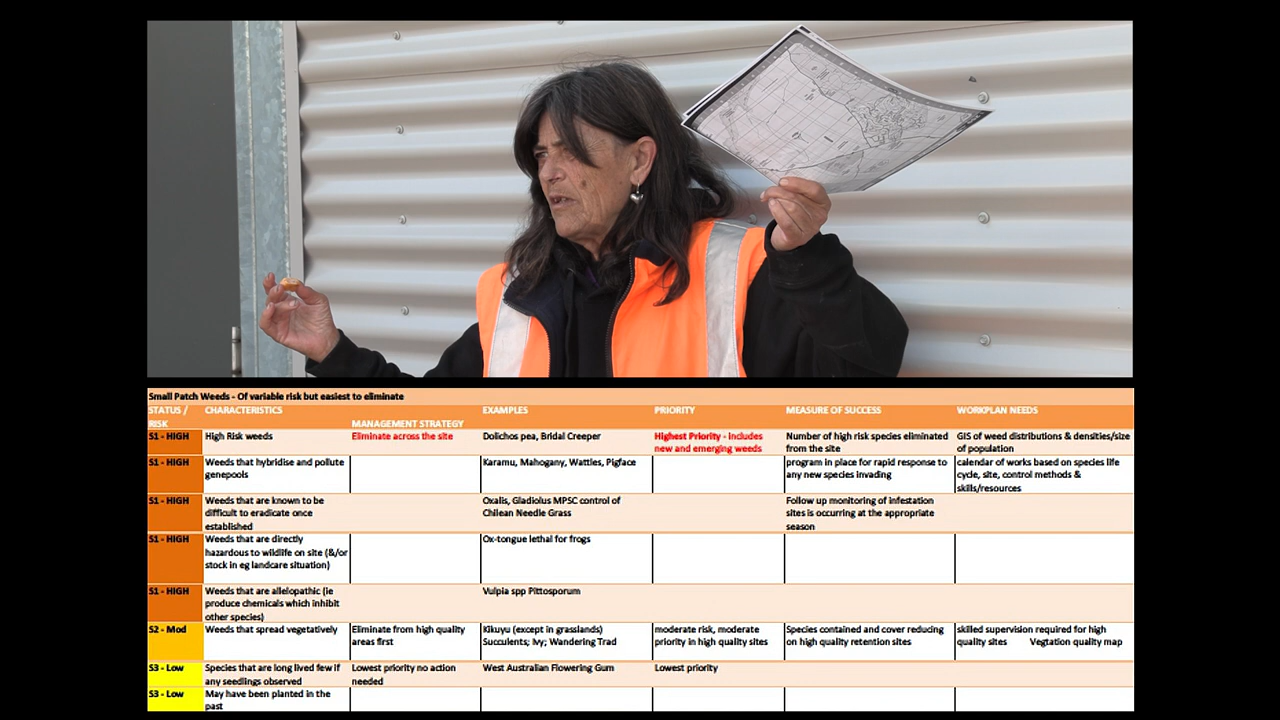 Small Patch Weeds - Of variable risk but easiest to eliminate
STATUS / RISK CHARACTERISTICS MANAGEMENT STRATEGY EXAMPLES PRIORITY MEASURE OF SUCCESS WORKPLAN NEEDS
S1 - HIGH High Risk weeds Eliminate across the site Dolichos pea, Bridal Creeper Highest Priority - includes Number of high risk species eliminated GIS of weed distributions & densities/size
new and emerging weeds from the site of population
S1 - HIGH Weeds that hybridise and pollute Karamu, Mahogany, Wattles, Pigface program in place for rapid response to calendar of works based on species life
genepools any new species invading cycle, site, control methods &
skills/resources
S1 - HIGH Weeds that are known to be Oxalis, Gladiolus MPSC control of Follow up monitoring of infestation
difficult to eradicate once Chilean Needle Grass sites is occurring at the appropriate
established season
S1 - HIGH Weeds that are directly Ox-tongue lethal for frogs
hazardous to wildlife on site (&/or
stock in eg landcare situation)
S1 - HIGH Weeds that are allelopathic (ie Vulpia spp Pittosporum
produce chemicals which inhibit
other species)
S2 - Mod Weeds that spread vegetatively Eliminate from high quality Kikuyu (except in grasslands) moderate risk, moderate Species contained and cover reducing skilled supervision required for high
areas first Succulents; Ivy; Wandering Trad priority in high quality sites on high quality retention sites quality sites Vegtation quality map
S3 - Low Species that are long lived few if Lowest priority no action West Australian Flowering Gum Lowest priority
any seedlings observed needed
S3 - Low May have been planted in the
past